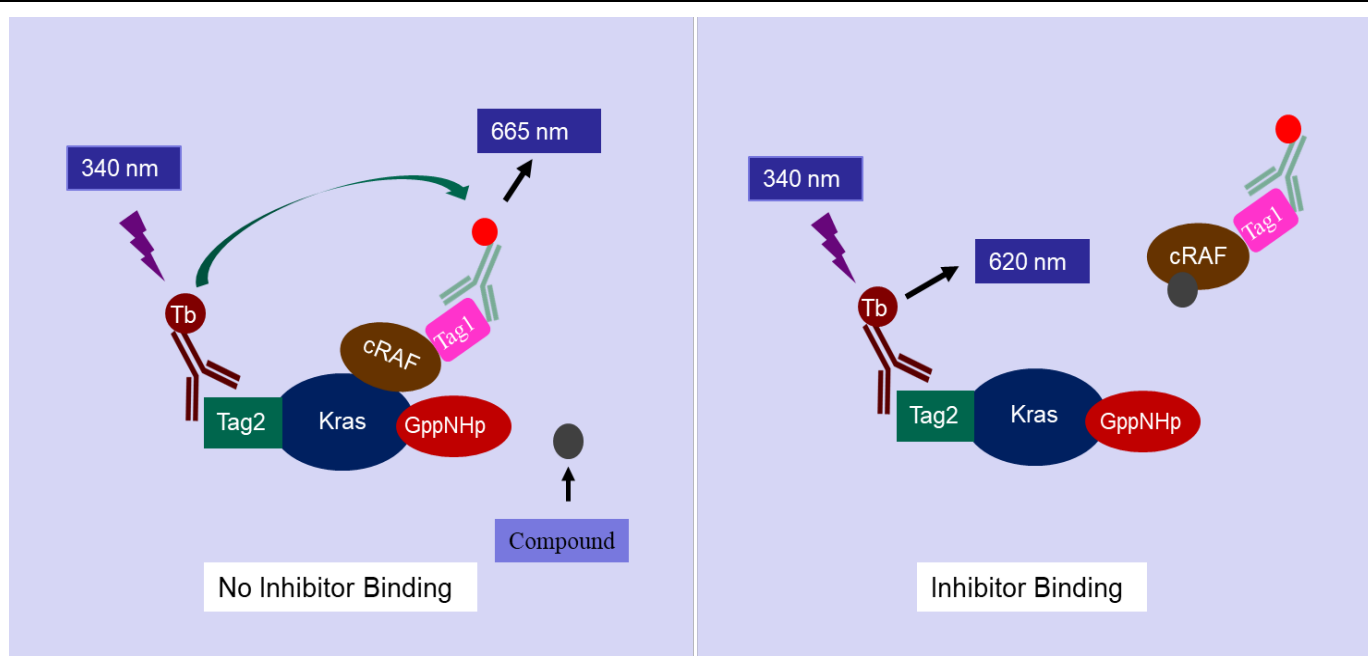 665 nm
340 nm
Tb
Tag1
cRAF
Tag2
Kras
GppNHp
Compound
No Inhibitor Binding
340 nm
620 nm
Tag1
cRAF
Tb
Tag2
Kras
GppNHp
Inhibitor Binding